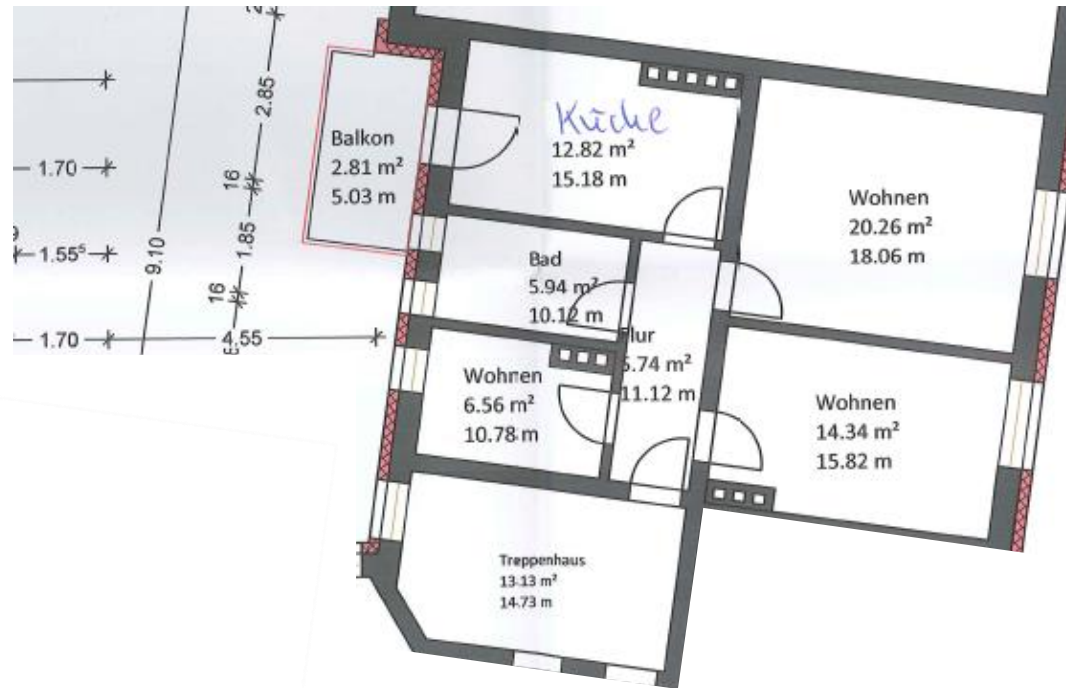 2.85
16
1.85
16
9.10
1.70
1.55⁵
1.70
4.55
Balkon
2.81 m²
5.03 m
Küche
12.82 m²
15.18 m
Wohnen
20.26 m²
18.06 m
Bad
5.94 m²
10.12 m
Flur
5.74 m²
11.12 m
Wohnen
6.56 m²
10.78 m
Wohnen
14.34 m²
15.82 m
Treppenhaus
13.13 m²
14.73 m